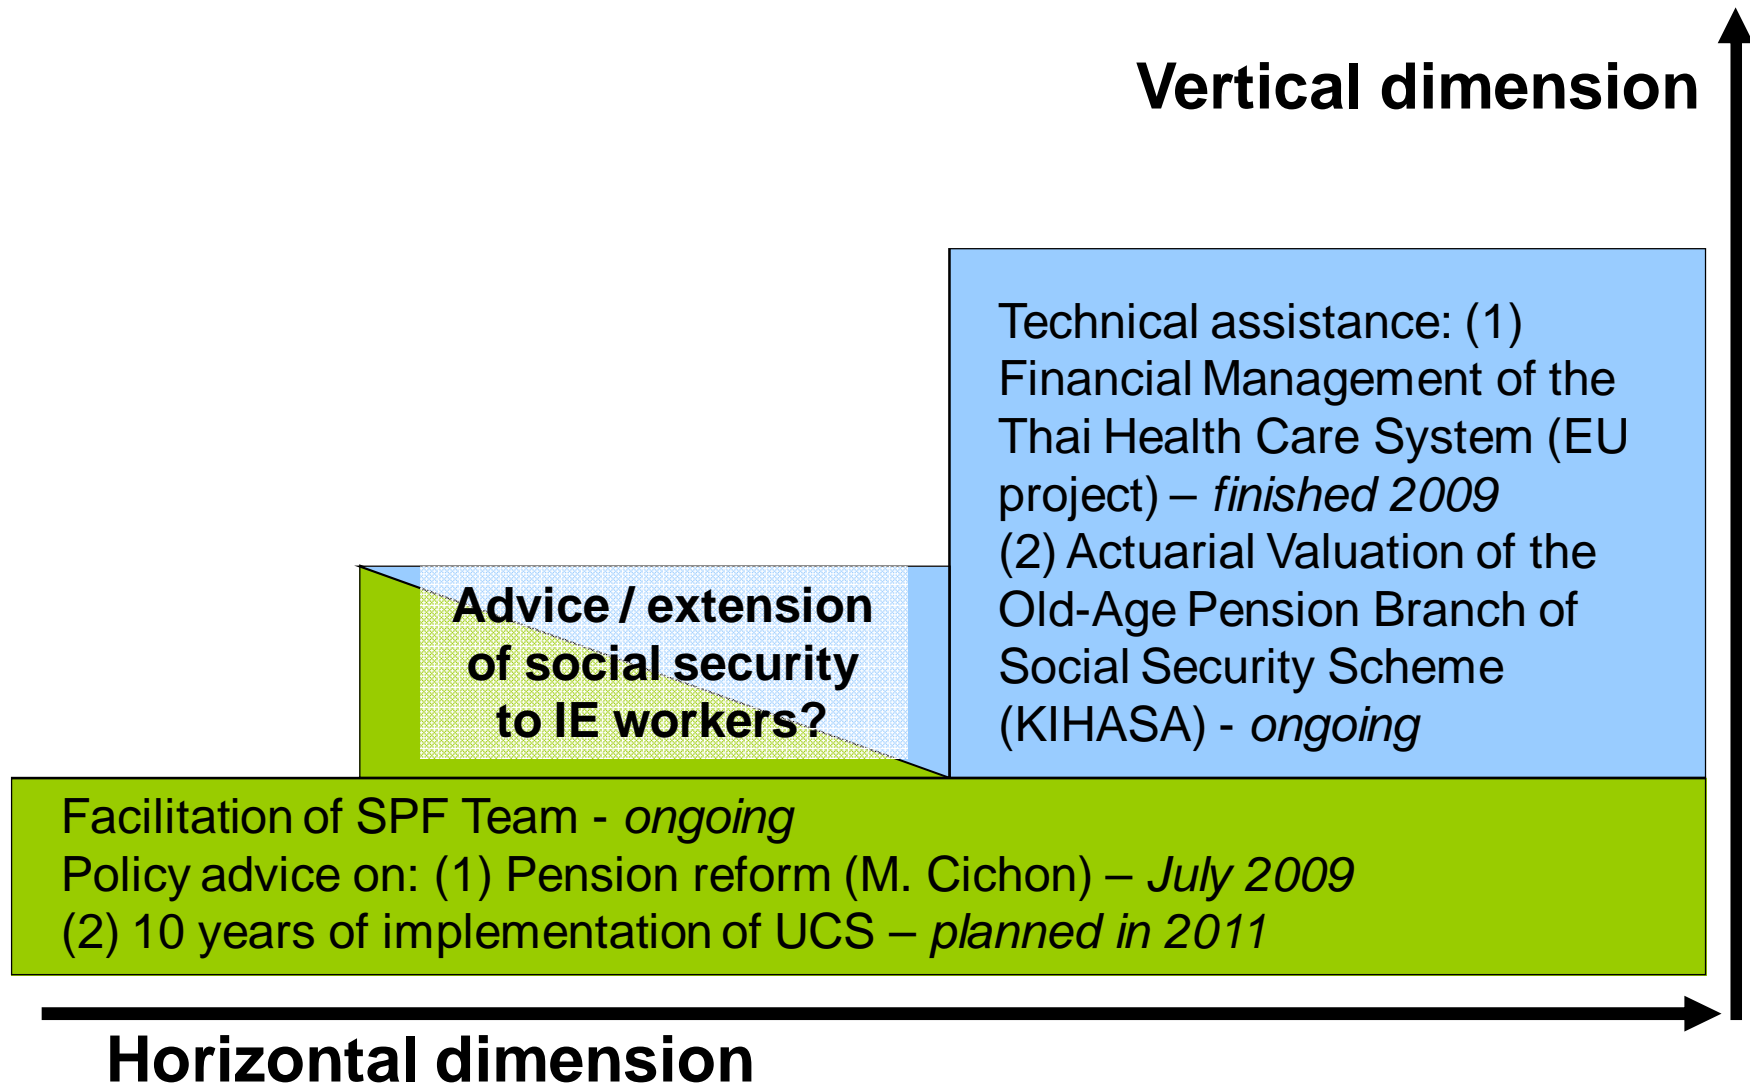 Vertical dimension
Technical assistance: (1)
Financial Management of the
Thai Health Care System (EU
project) – finished 2009
(2) Actuarial Valuation of the
Old-Age Pension Branch of
Social Security Scheme
(KIHASA) - ongoing
Advice / extension
of social security
to IE workers?
Facilitation of SPF Team - ongoing
Policy advice on: (1) Pension reform (M. Cichon) – July 2009
(2) 10 years of implementation of UCS – planned in 2011
Horizontal dimension